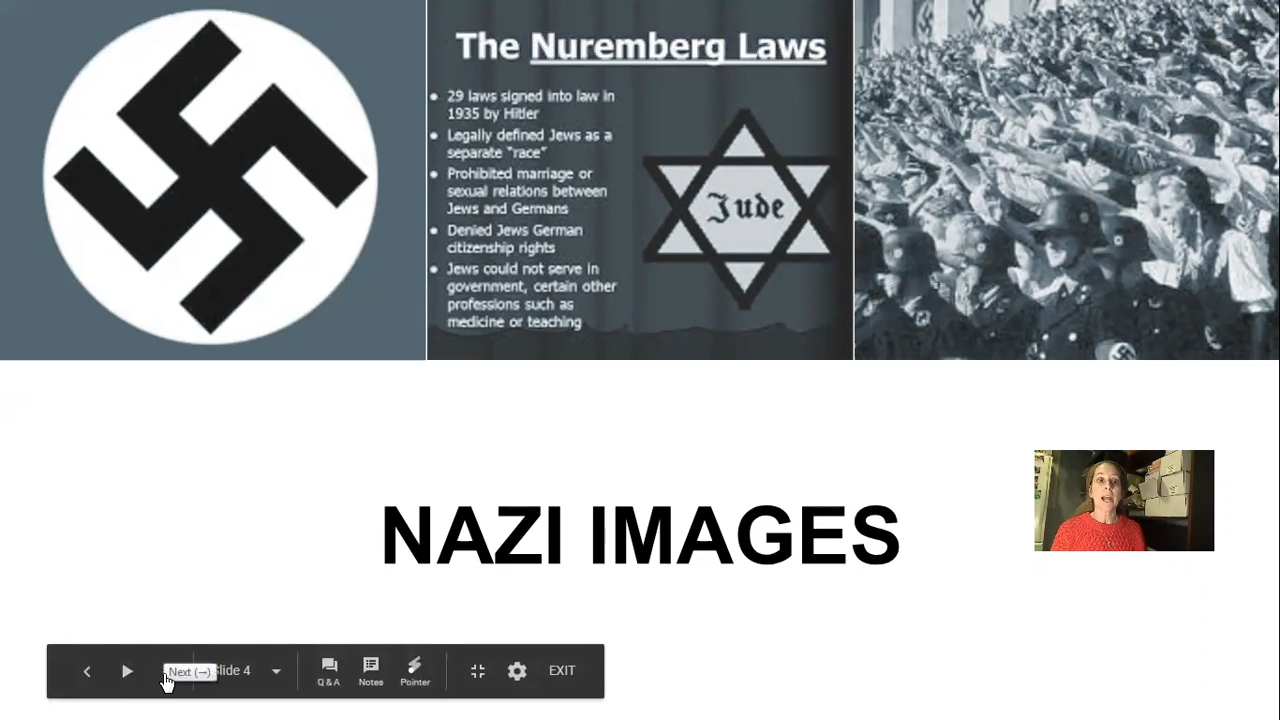 The Nuremberg Laws
• 29 laws signed into law in
1935 by Hitler
• Legally defined Jews as a
separate "race"
• Prohibited marriage or
sexual relations between
Jews and Germans
• Denied Jews German
citizenship rights
• Jews could not serve in
government, certain other
professions such as
medicine or teaching
Jude
NAZI IMAGES
Next (→)
Slide 4
Q & A
Notes
Pointer
EXIT